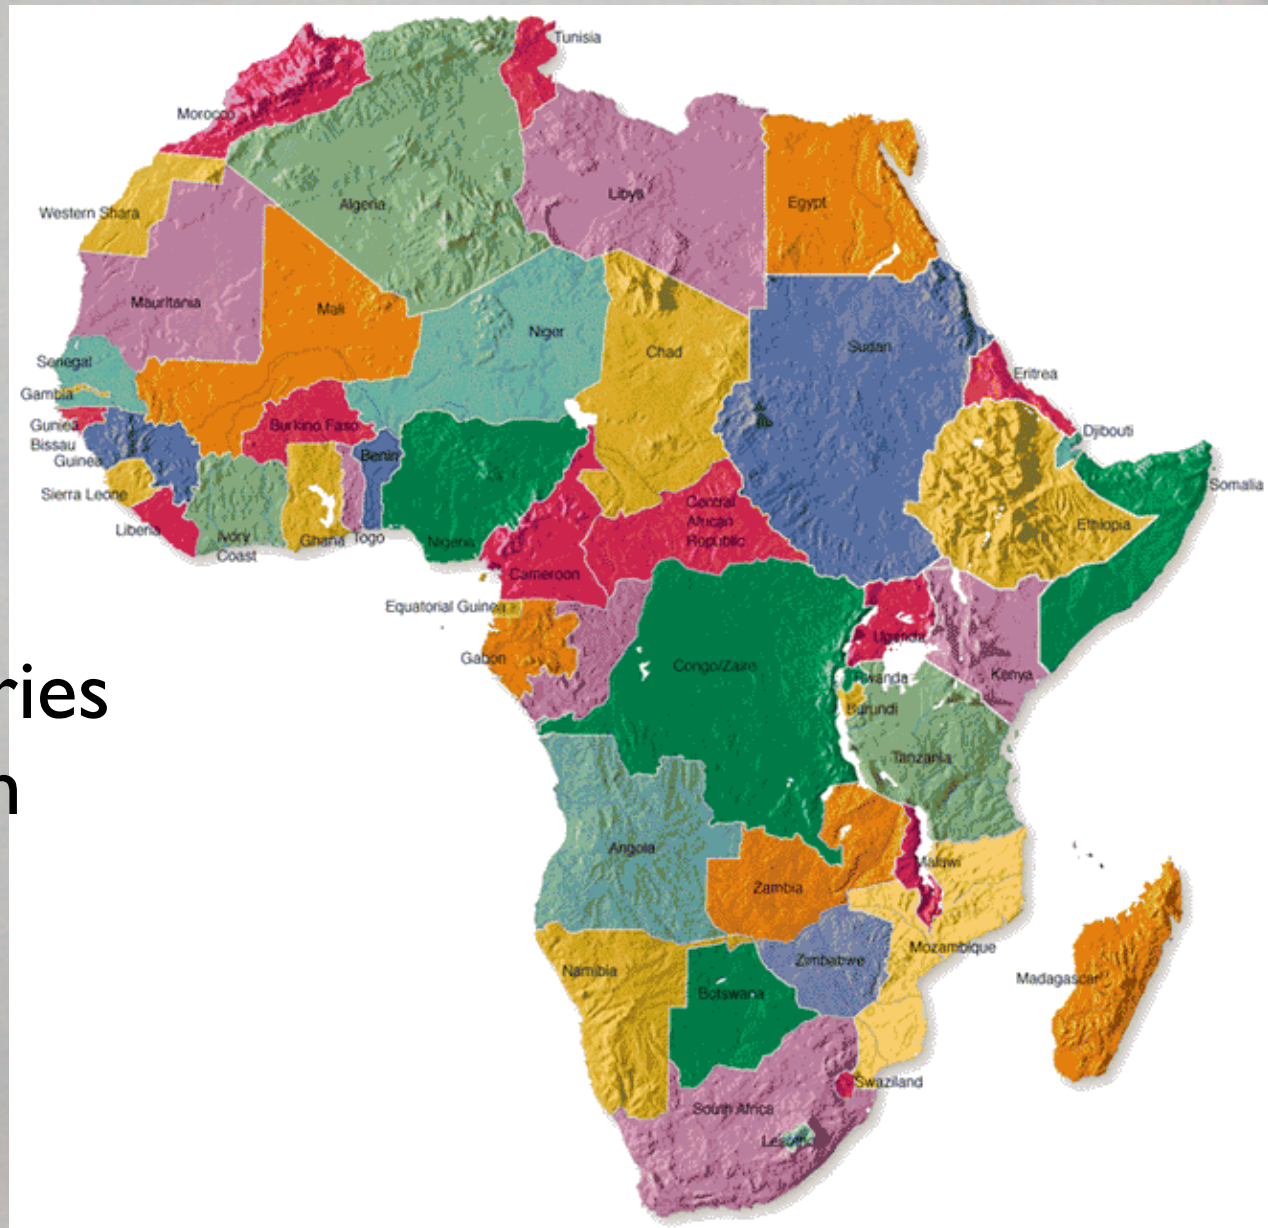 Tunisia
Morocco
Algeria
Libya
Egypt
Western Shara
Mauritania
Mali
Niger
Chad
Sudan
Senegal
Eritrea
Gambia
Guniea
Bissau
Burkino Faso
Djibouti
Guinea
Benin
Somalia
Sierra Leone
Central
African
Republic
Ethiopia
Liberia
Ivory
Coast
Ghana
Togo
Nigeria
Cameroon
Equatorial Guinea
Uganda
Gabon
Congo/Zaire
Kenya
Rwanda
ries
Burundi
Tanzania
n
Angola
Malawi
Zambia
Mozambique
Zimbabwe
Namibia
Madagascar
Botswana
Swaziland
South Africa
Lesotho